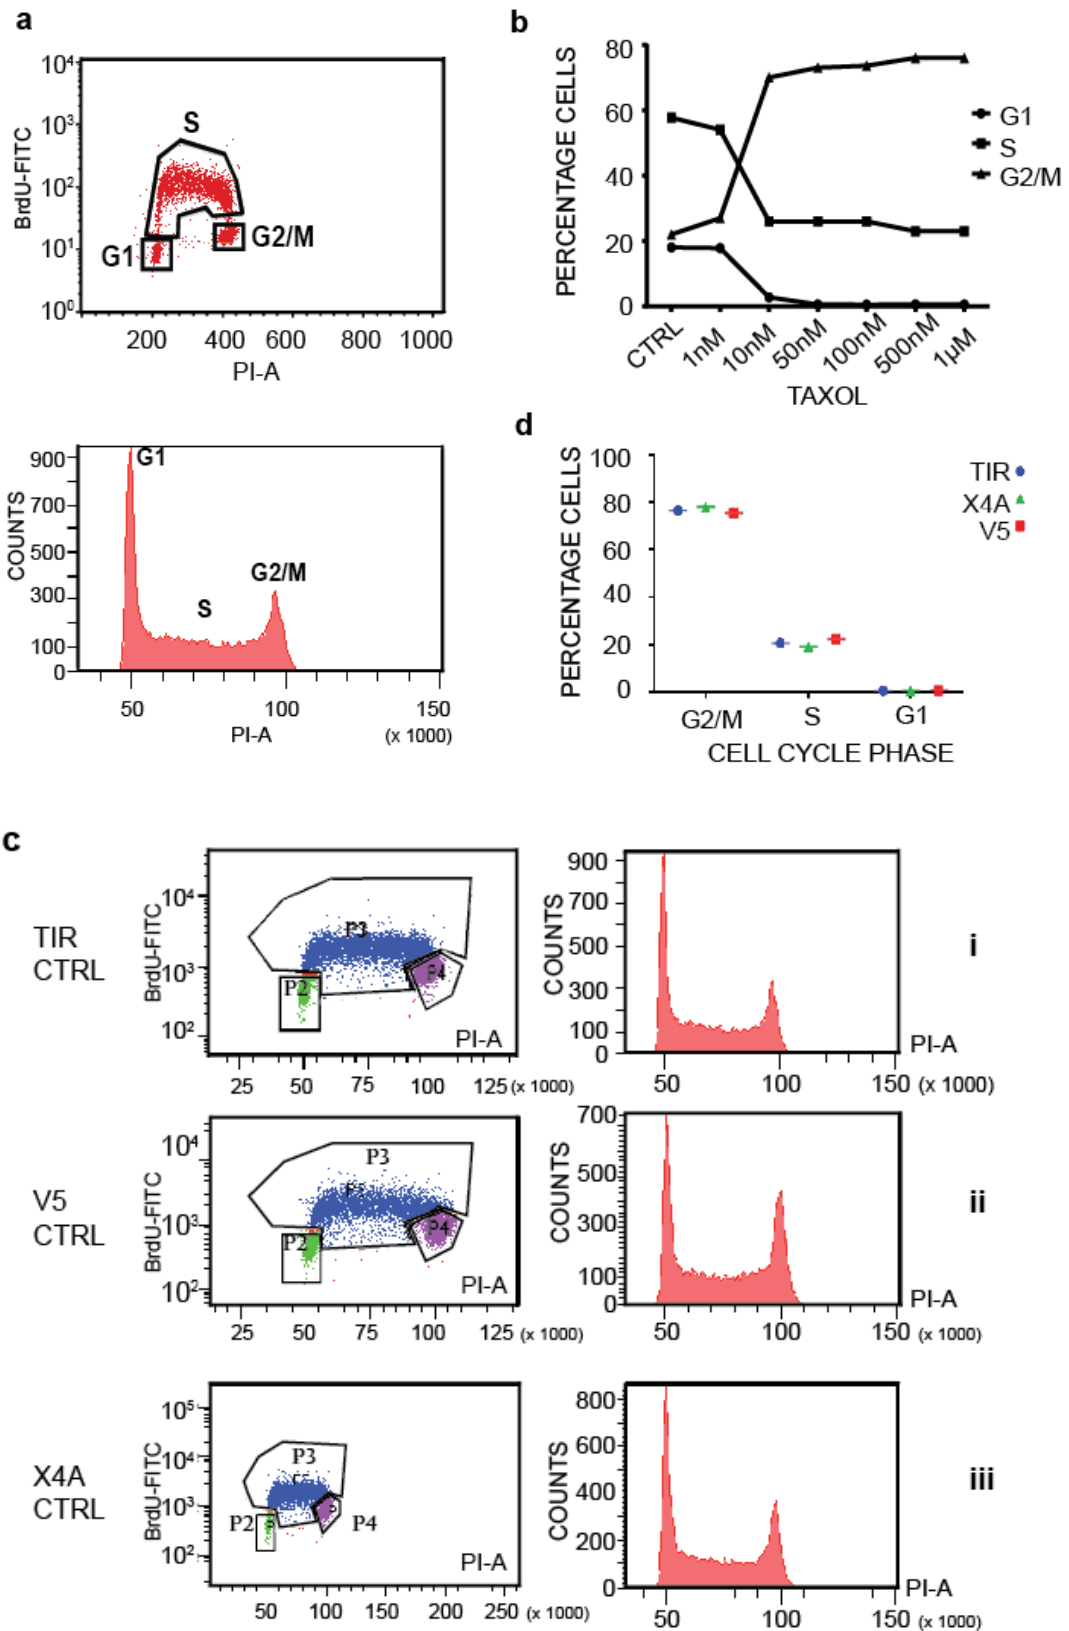 a
10⁴
10³
10²
10¹
10⁰
BrdU-FITC
S
G1
G2/M
200 400 600 800 1000
PI-A
900
700
500
300
100
0
COUNTS
G1
S
G2/M
50 100 150
PI-A (x 1000)
b
80
60
40
20
0
PERCENTAGE CELLS
G1
S
G2/M
CTRL 1nM 10nM 50nM 100nM 500nM 1µM
TAXOL
d
100
80
60
40
20
0
PERCENTAGE CELLS
TIR
X4A
V5
G2/M S G1
CELL CYCLE PHASE
c
TIR
CTRL
BrdU-FITC
10⁴
10³
10²
P3
P2
P4
PI-A
25 50 75 100 125 (x 1000)
COUNTS
900
700
500
300
100
0
PI-A
50 100 150 (x 1000)
i
V5
CTRL
BrdU-FITC
10⁴
10³
10²
P3
P2
P4
PI-A
25 50 75 100 125 (x 1000)
COUNTS
700
500
300
100
0
PI-A
50 100 150 (x 1000)
ii
X4A
CTRL
BrdU-FITC
10⁵
10⁴
10³
10²
P3
P2
P4
PI-A
50 100 150 200 250 (x 1000)
COUNTS
800
600
400
200
0
PI-A
50 100 150 (x 1000)
iii